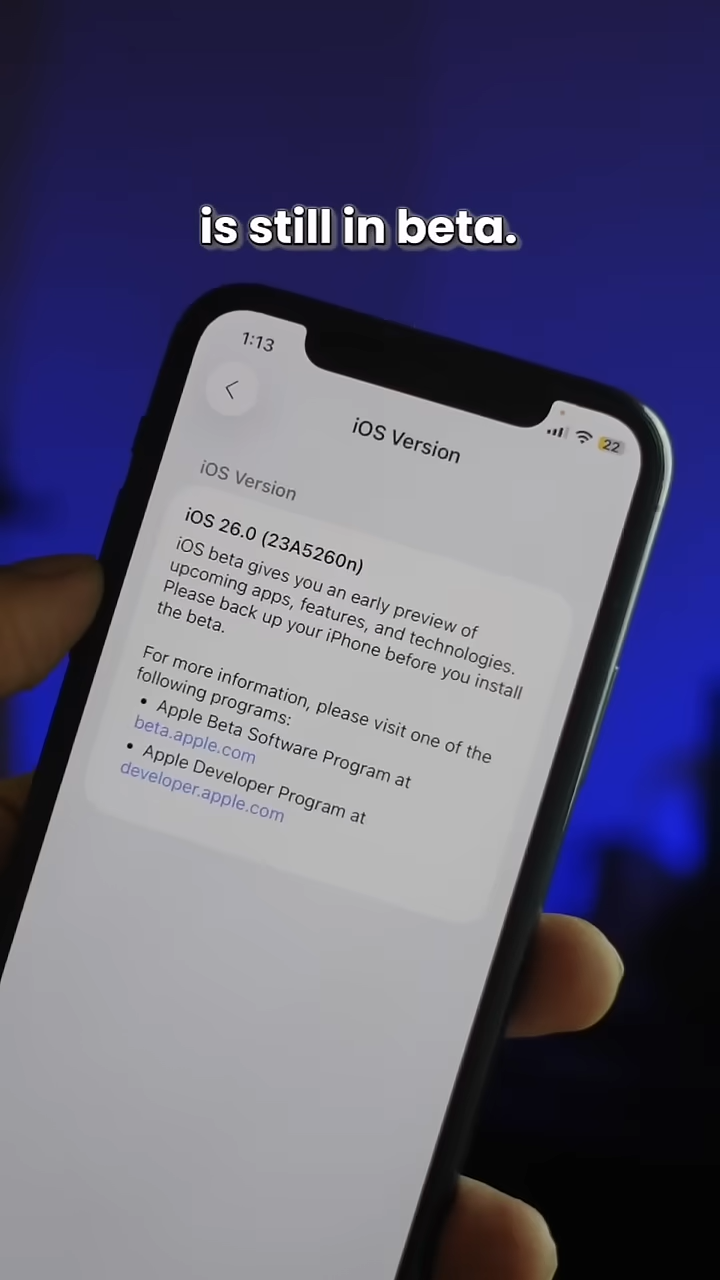 is still in beta.
1:13
22
iOS Version
iOS Version
iOS 26.0 (23A5260n)
iOS beta gives you an early preview of
upcoming apps, features, and technologies.
Please back up your iPhone before you install
the beta.
For more information, please visit one of the
following programs:
• Apple Beta Software Program at
beta.apple.com
• Apple Developer Program at
developer.apple.com